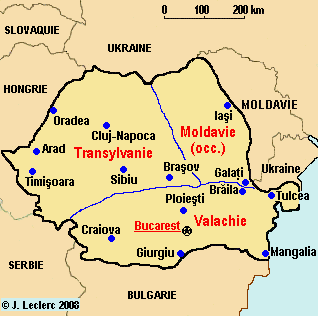 0 100 200 km
SLOVAQUIE
UKRAINE
HONGRIE
MOLDAVIE
Oradea
Iaşi
Moldavie
(occ.)
Cluj-Napoca
Arad
Transylvanie
Timişoara
Sibiu
Braşov
Galaţi
Ukraine
Brăila
Ploieşti
Tulcea
Valachie
Craiova
Bucarest
Giurgiu
Mangalia
SERBIE
BULGARIE
© J. Leclerc 2008